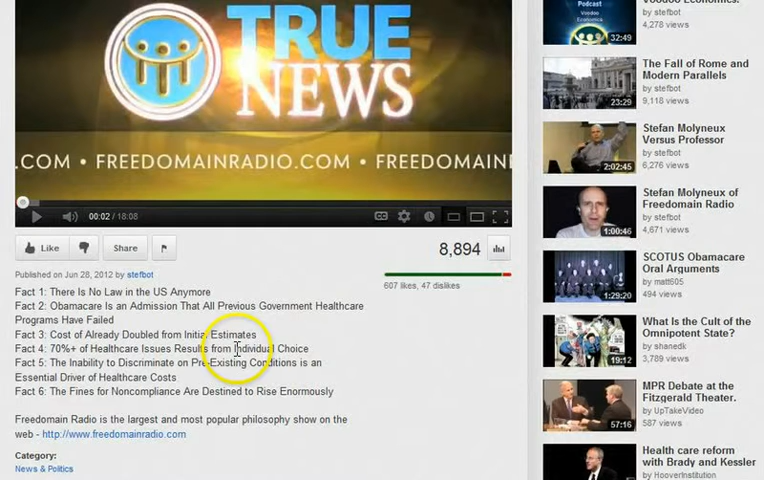 TRUE
NEWS
.COM • FREEDOMAINRADIO.COM • FREEDOMAINR
00:02 / 18:08
CC
Like
Share
8,894
Published on Jun 28, 2012 by stefbot
607 likes, 47 dislikes
Fact 1: There Is No Law in the US Anymore
Fact 2: Obamacare Is an Admission That All Previous Government Healthcare
Programs Have Failed
Fact 3: Cost of Already Doubled from Initial Estimates
Fact 4: 70%+ of Healthcare Issues Results from Individual Choice
Fact 5: The Inability to Discriminate on Pre-Existing Conditions is an
Essential Driver of Healthcare Costs
Fact 6: The Fines for Noncompliance Are Destined to Rise Enormously
Freedomain Radio is the largest and most popular philosophy show on the
web - http://www.freedomainradio.com
Category:
News & Politics
Podcast
Voodoo
Economics
32:49
Voodoo Economics.
by stefbot
4,278 views
23:29
The Fall of Rome and
Modern Parallels
by stefbot
9,118 views
2:02:45
Stefan Molyneux
Versus Professor
by stefbot
6,276 views
1:00:46
Stefan Molyneux of
Freedomain Radio
by stefbot
4,671 views
1:29:20
SCOTUS Obamacare
Oral Arguments
by matt605
494 views
19:12
What Is the Cult of the
Omnipotent State?
by shanedk
3,789 views
57:16
MPR Debate at the
Fitzgerald Theater.
by UpTakeVideo
587 views
Health care reform
with Brady and Kessler
by HooverInstitution